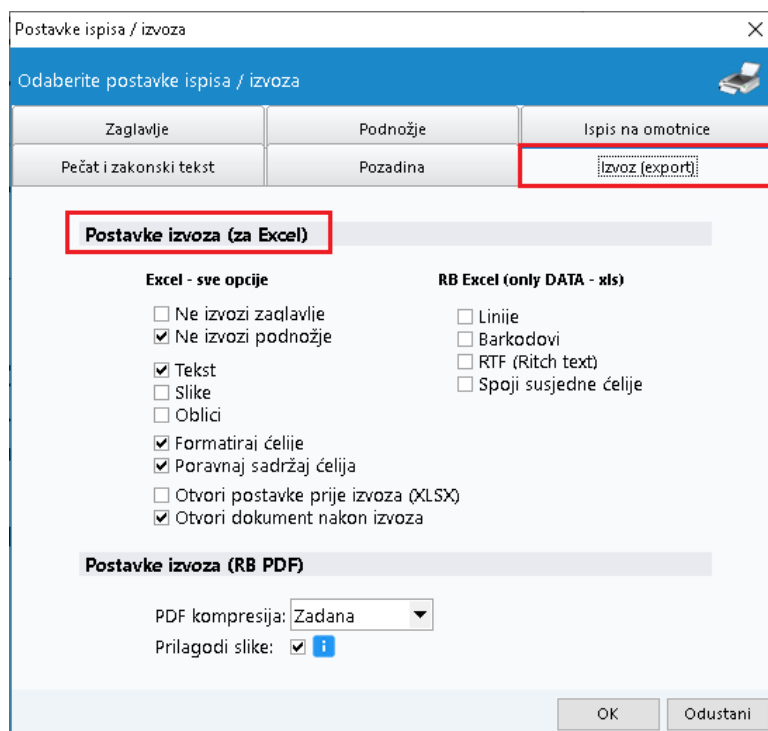 Postavke ispisa / izvoza
Odaberite postavke ispisa / izvoza
Zaglavlje
Podnožje
Ispis na omotnice
Pečat i zakonski tekst
Pozadina
Izvoz (export)
Postavke izvoza (za Excel)
Excel - sve opcije
Ne izvozi zaglavlje
Ne izvozi podnožje
Tekst
Slike
Oblici
Formatiraj ćelije
Poravnaj sadržaj ćelija
Otvori postavke prije izvoza (XLSX)
Otvori dokument nakon izvoza
RB Excel (only DATA - xls)
Linije
Barkodovi
RTF (Ritch text)
Spoji susjedne ćelije
Postavke izvoza (RB PDF)
PDF kompresija: Zadana
Prilagodi slike: i
OK
Odustani